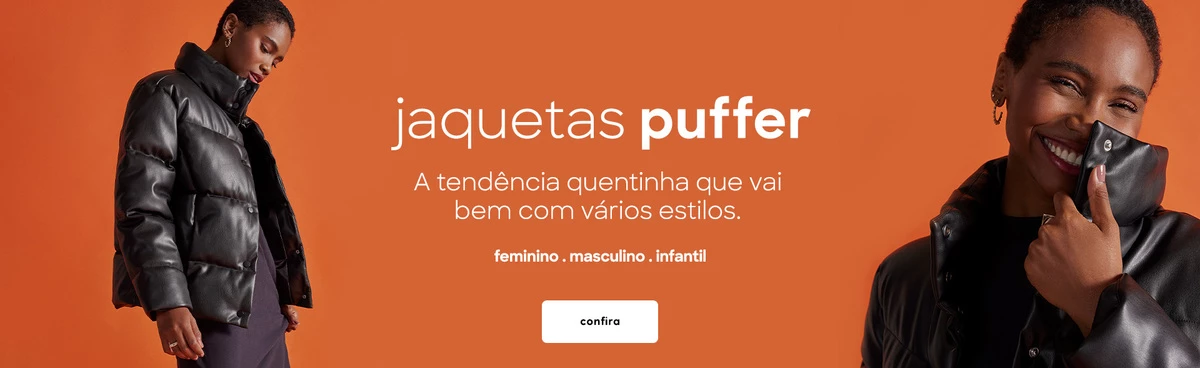 jaquetas puffer
A tendência quentinha que vai
bem com vários estilos.
feminino . masculino . infantil
confira